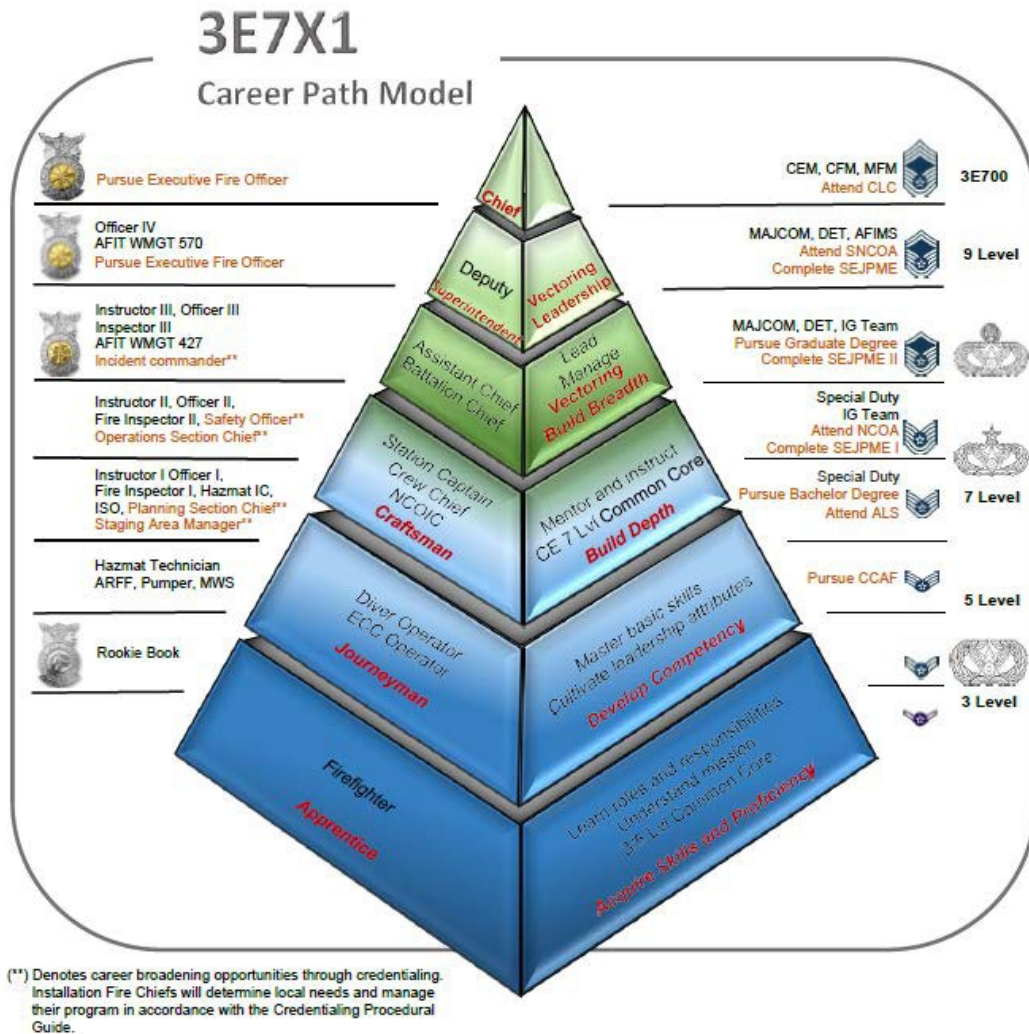 3E7X1
Career Path Model
Pursue Executive Fire Officer
Officer IV
AFIT WMGT 570
Pursue Executive Fire Officer
Instructor III, Officer III
Inspector III
AFIT WMGT 427
Incident commander**
Instructor II, Officer II,
Fire Inspector II, Safety Officer**
Operations Section Chief**
Instructor I Officer I,
Fire Inspector I, Hazmat IC,
ISO, Planning Section Chief**
Staging Area Manager**
Hazmat Technician
ARFF, Pumper, MWS
Rookie Book
Chief
Deputy
Superintendent
Vectoring
Leadership
Assistant Chief
Battalion Chief
Lead
Manage
Vectoring
Build Breadth
Station Captain
Crew Chief
NCOIC
Craftsman
Mentor and instruct
CE 7 Lvl Common Core
Build Depth
Diver Operator
ECC Operator
Journeyman
Master basic skills
Cultivate leadership attributes
Develop Competency
Firefighter
Apprentice
Learn roles and responsibilities
Understand mission
3-5 Lvl Common Core
Acquire Skills and Proficiency
CEM, CFM, MFM
Attend CLC
3E700
MAJCOM, DET, AFIMS
Attend SNCOA
Complete SEJPME
9 Level
MAJCOM, DET, IG Team
Pursue Graduate Degree
Complete SEJPME II
Special Duty
IG Team
Attend NCOA
Complete SEJPME I
7 Level
Special Duty
Pursue Bachelor Degree
Attend ALS
Pursue CCAF
5 Level
3 Level
(**) Denotes career broadening opportunities through credentialing.
Installation Fire Chiefs will determine local needs and manage
their program in accordance with the Credentialing Procedural
Guide.